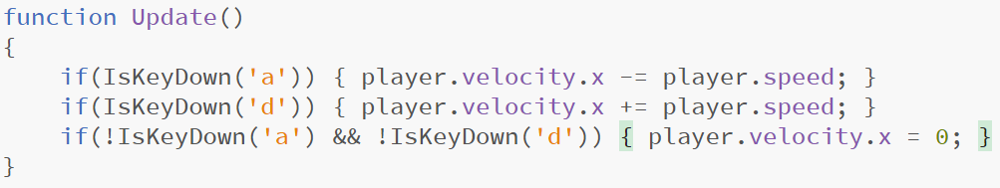 function Update()
{
    if(IsKeyDown('a')) { player.velocity.x -= player.speed; }
    if(IsKeyDown('d')) { player.velocity.x += player.speed; }
    if(!IsKeyDown('a') && !IsKeyDown('d')) { player.velocity.x = 0; }
}